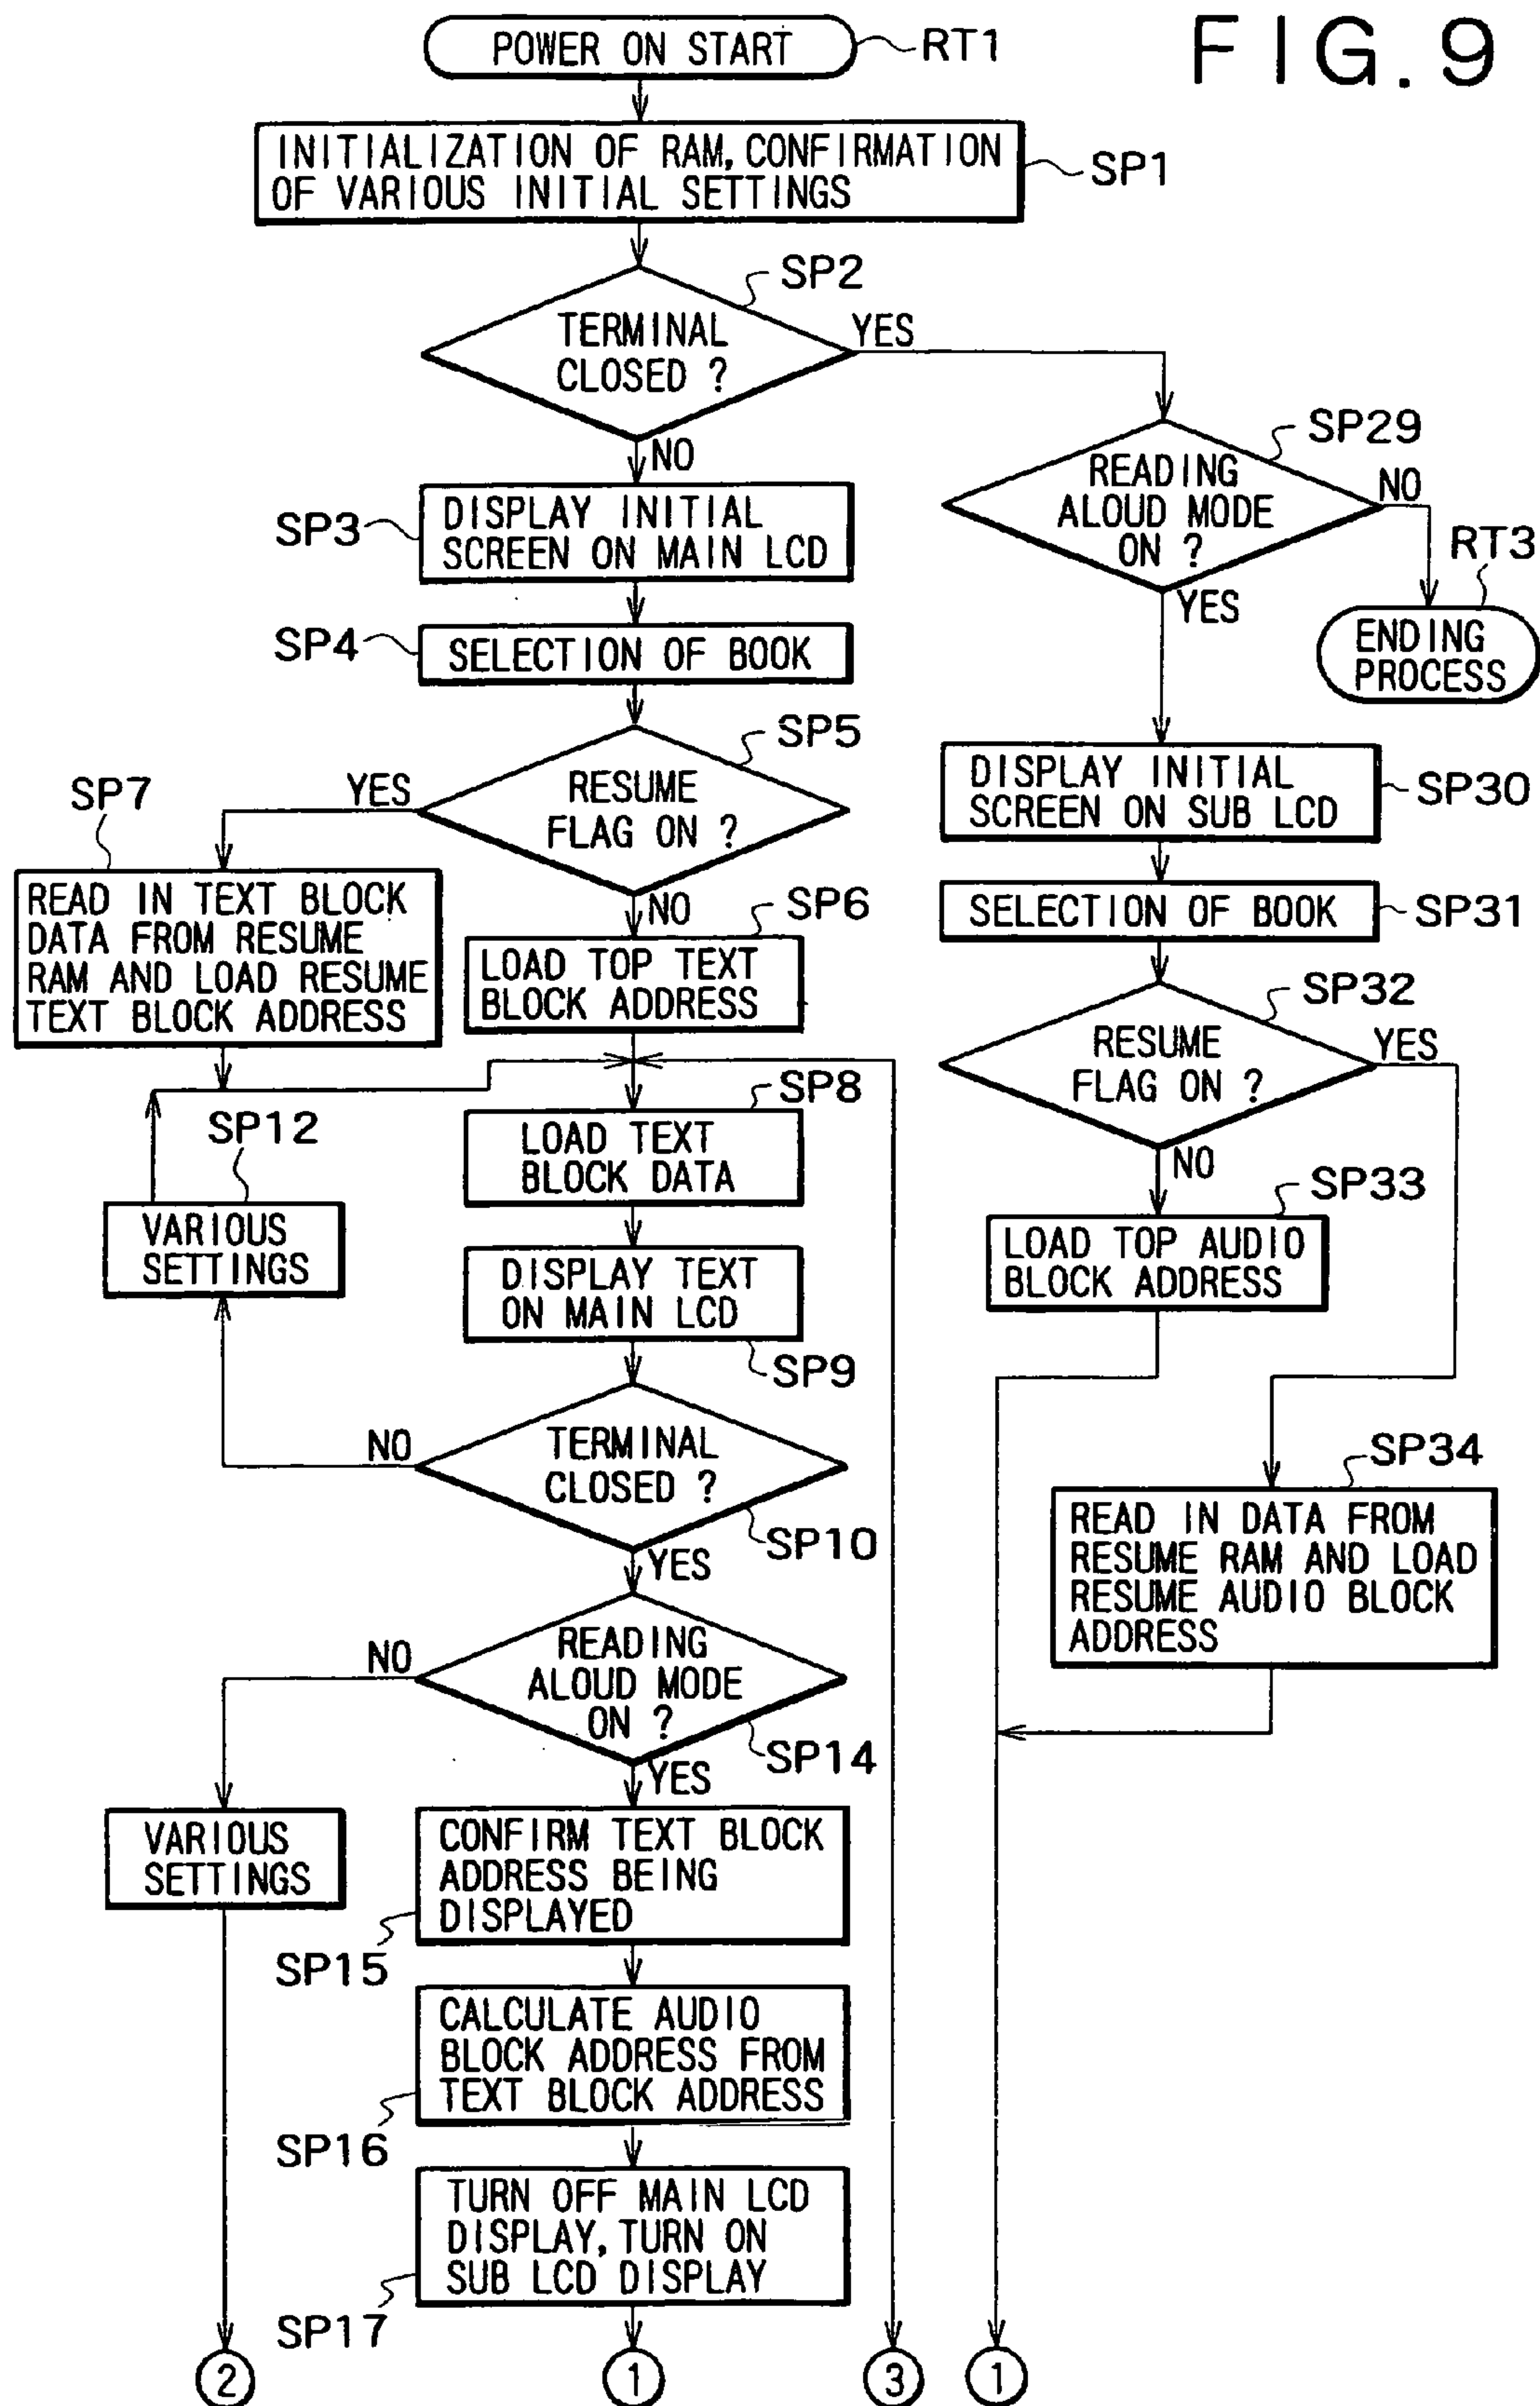 FIG. 9
POWER ON START
RT1
INITIALIZATION OF RAM, CONFIRMATION
OF VARIOUS INITIAL SETTINGS
SP1
SP2
TERMINAL
CLOSED ?
YES
NO
SP3
DISPLAY INITIAL
SCREEN ON MAIN LCD
SP4
SELECTION OF BOOK
SP5
RESUME
FLAG ON ?
YES
NO
SP7
READ IN TEXT BLOCK
DATA FROM RESUME
RAM AND LOAD RESUME
TEXT BLOCK ADDRESS
SP6
LOAD TOP TEXT
BLOCK ADDRESS
SP8
LOAD TEXT
BLOCK DATA
SP12
VARIOUS
SETTINGS
DISPLAY TEXT
ON MAIN LCD
SP9
NO
TERMINAL
CLOSED ?
SP10
YES
NO
READING
ALOUD MODE
ON ?
SP14
YES
VARIOUS
SETTINGS
CONFIRM TEXT BLOCK
ADDRESS BEING
DISPLAYED
SP15
CALCULATE AUDIO
BLOCK ADDRESS FROM
TEXT BLOCK ADDRESS
SP16
TURN OFF MAIN LCD
DISPLAY, TURN ON
SUB LCD DISPLAY
SP17
SP29
READING
ALOUD MODE
ON ?
NO
YES
RT3
ENDING
PROCESS
DISPLAY INITIAL
SCREEN ON SUB LCD
SP30
SELECTION OF BOOK
SP31
SP32
RESUME
FLAG ON ?
YES
NO
SP33
LOAD TOP AUDIO
BLOCK ADDRESS
SP34
READ IN DATA FROM
RESUME RAM AND LOAD
RESUME AUDIO BLOCK
ADDRESS
2
1
3
1